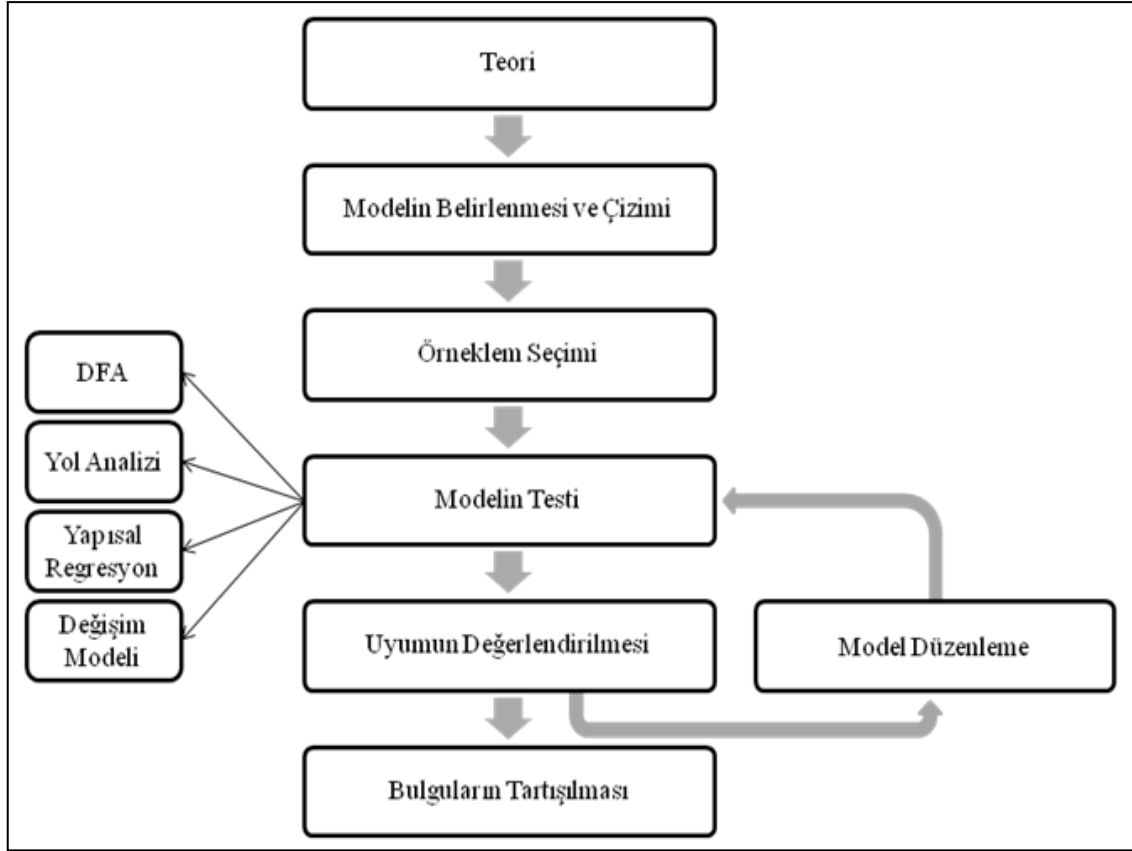 Teori
Modelin Belirlenmesi ve Çizimi
Örneklem Seçimi
DFA
Yol Analizi
Yapısal
Regresyon
Değişim
Modeli
Modelin Testi
Uyumun Değerlendirilmesi
Model Düzenleme
Bulguların Tartışılması